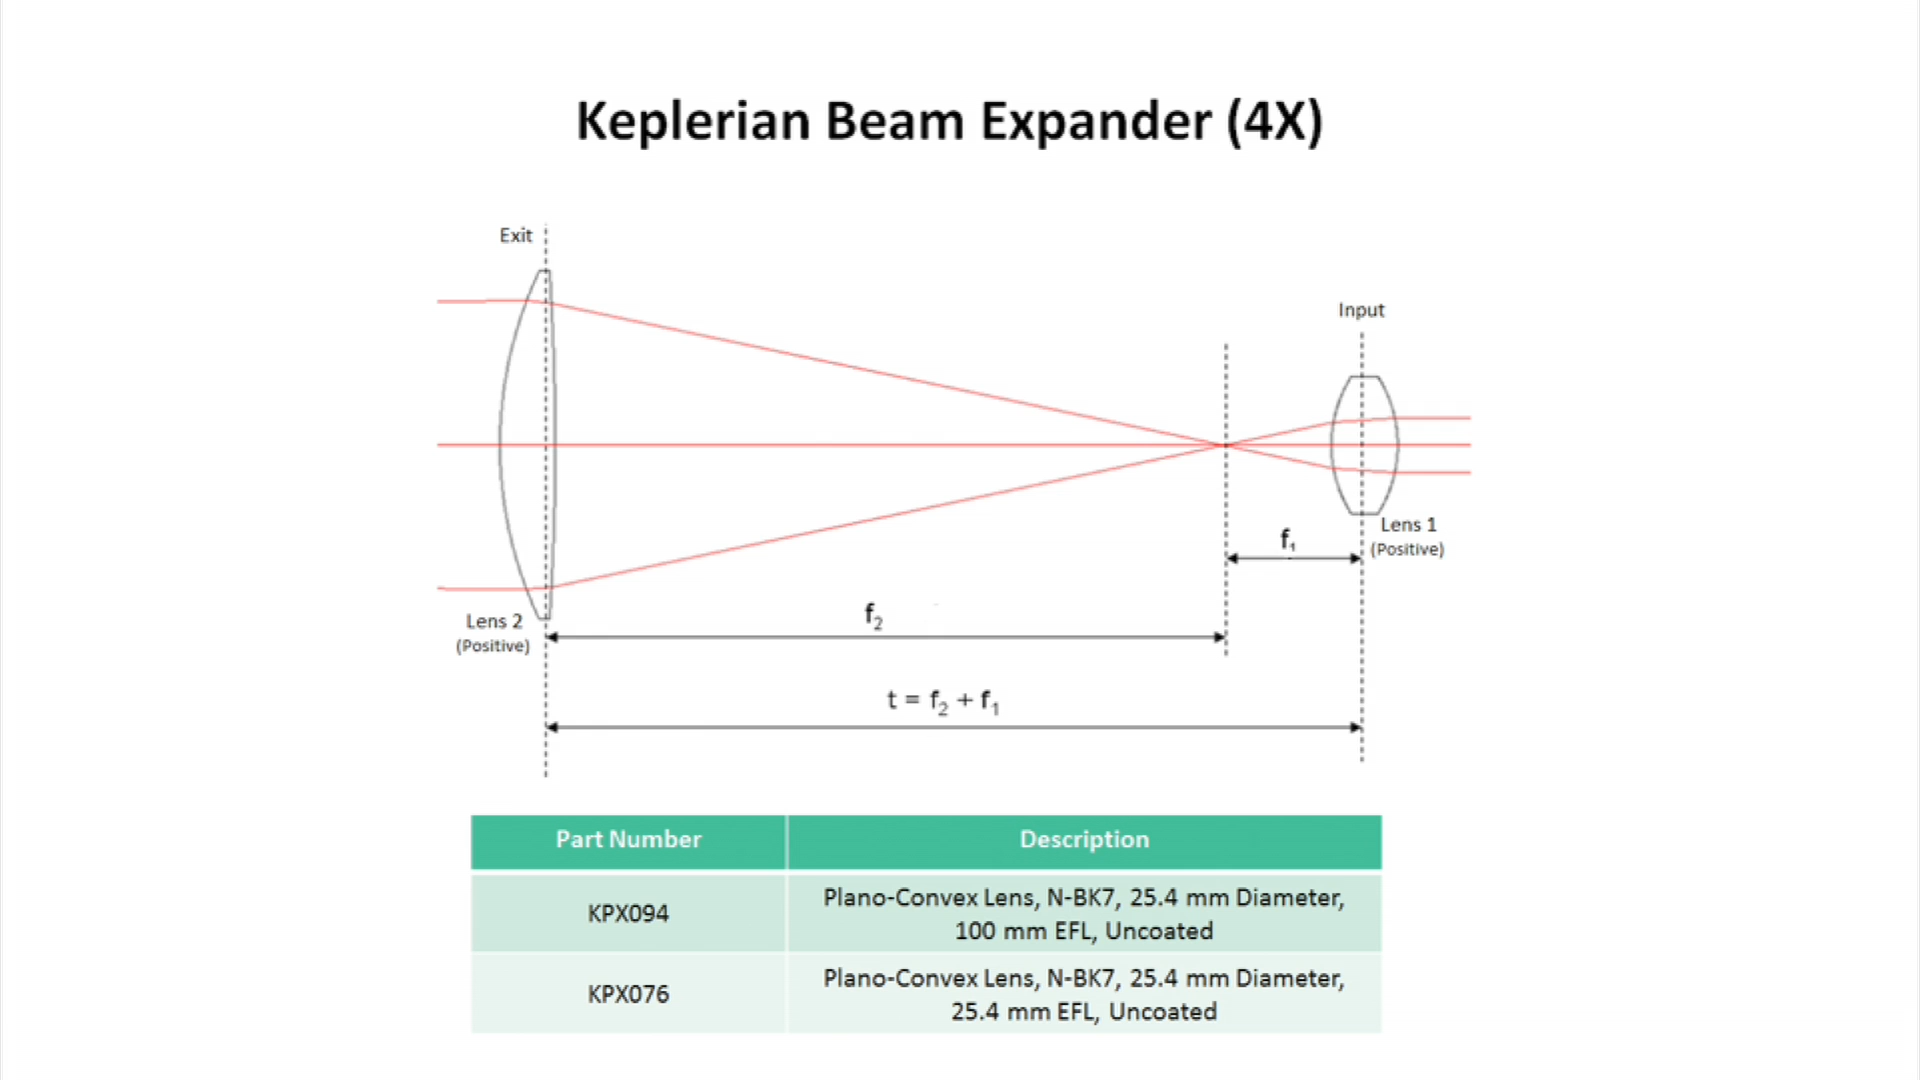 Keplerian Beam Expander (4X)
Exit
Input
Lens 1
(Positive)
f₁
f₂
Lens 2
(Positive)
t = f₂ + f₁
Part Number
Description
KPX094
Plano-Convex Lens, N-BK7, 25.4 mm Diameter,
100 mm EFL, Uncoated
KPX076
Plano-Convex Lens, N-BK7, 25.4 mm Diameter,
25.4 mm EFL, Uncoated